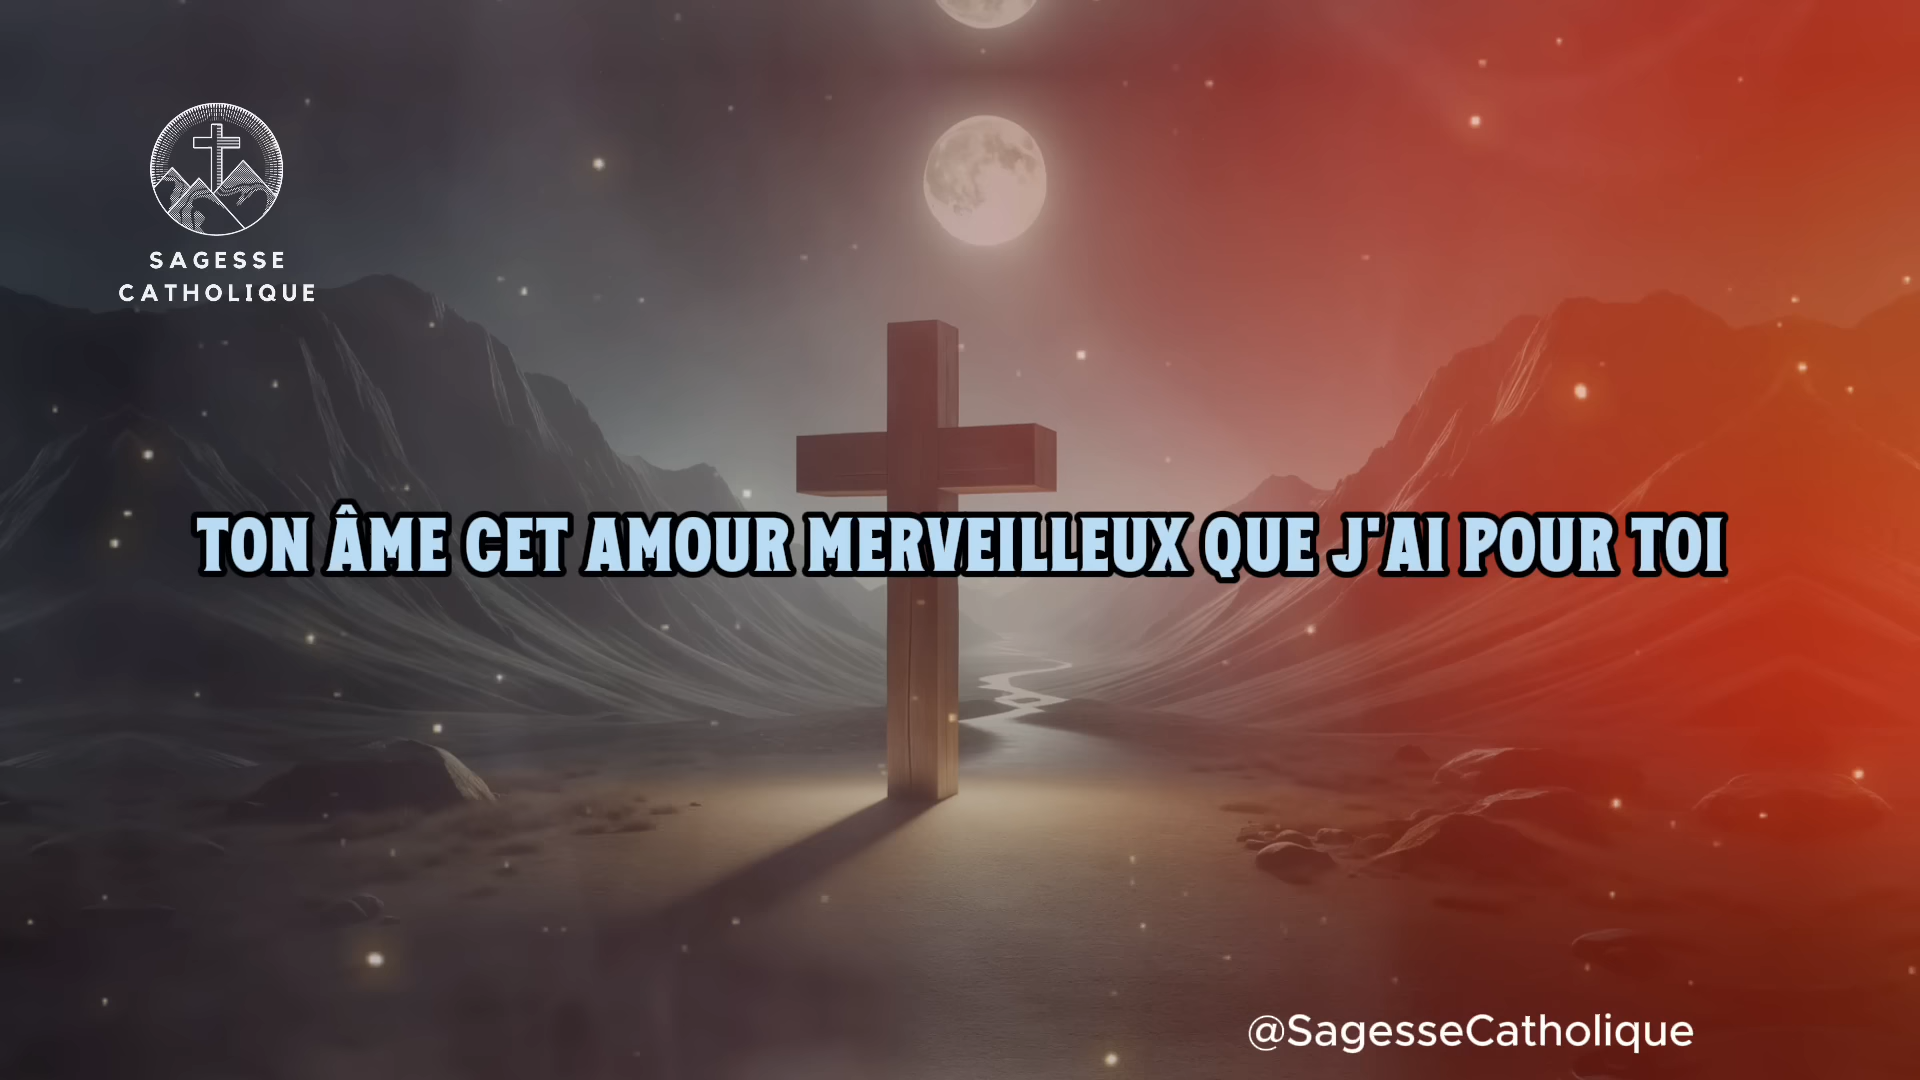 SAGESSE
CATHOLIQUE
TON ÂME CET AMOUR MERVEILLEUX QUE J'AI POUR TOI
@SagesseCatholique